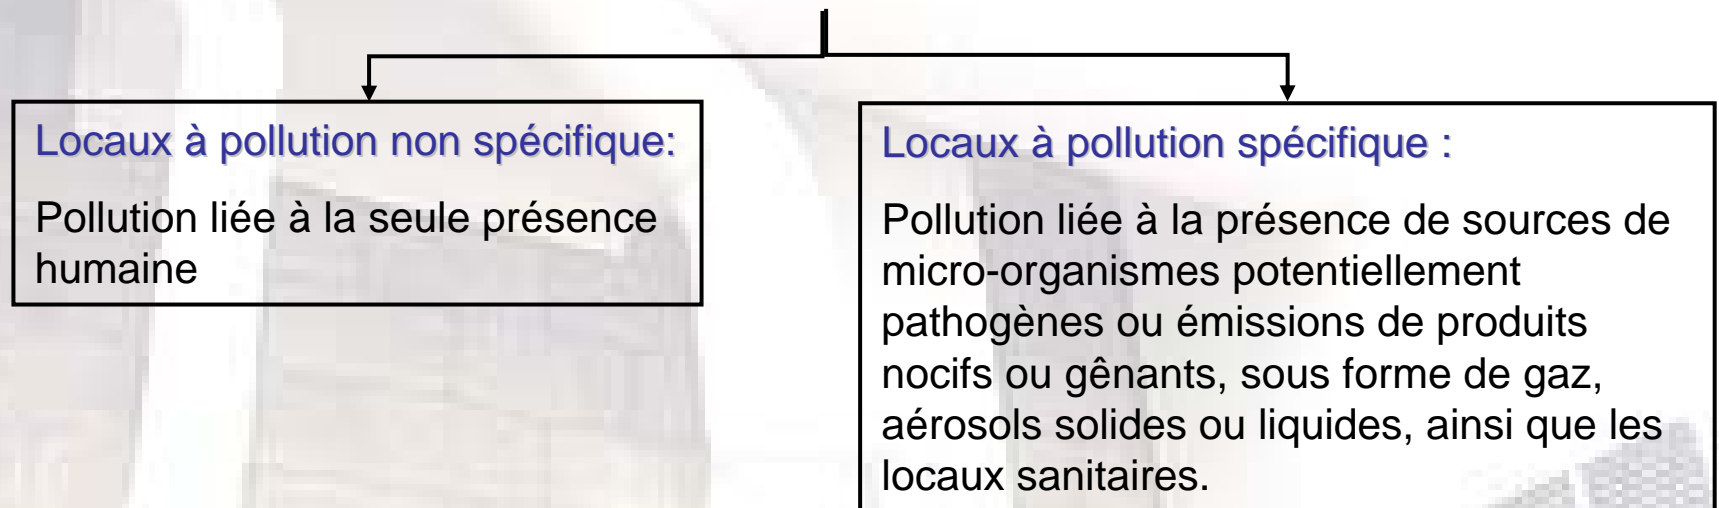 Locaux à pollution non spécifique:
Pollution liée à la seule présence
humaine
Locaux à pollution spécifique :
Pollution liée à la présence de sources de
micro-organismes potentiellement
pathogènes ou émissions de produits
nocifs ou gênants, sous forme de gaz,
aérosols solides ou liquides, ainsi que les
locaux sanitaires.